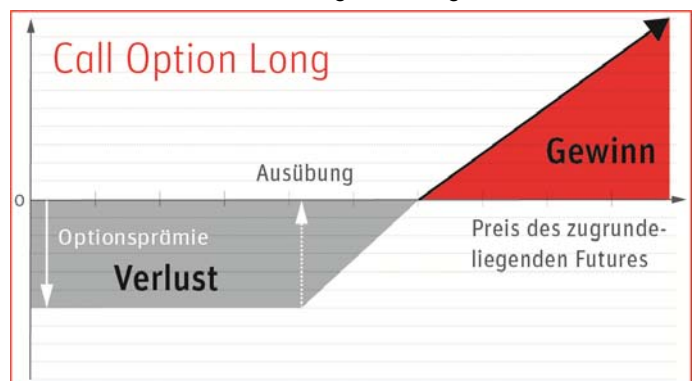 Call Option Long
Gewinn
Ausübung
0
Optionsprämie
Preis des zugrunde-
liegenden Futures
Verlust